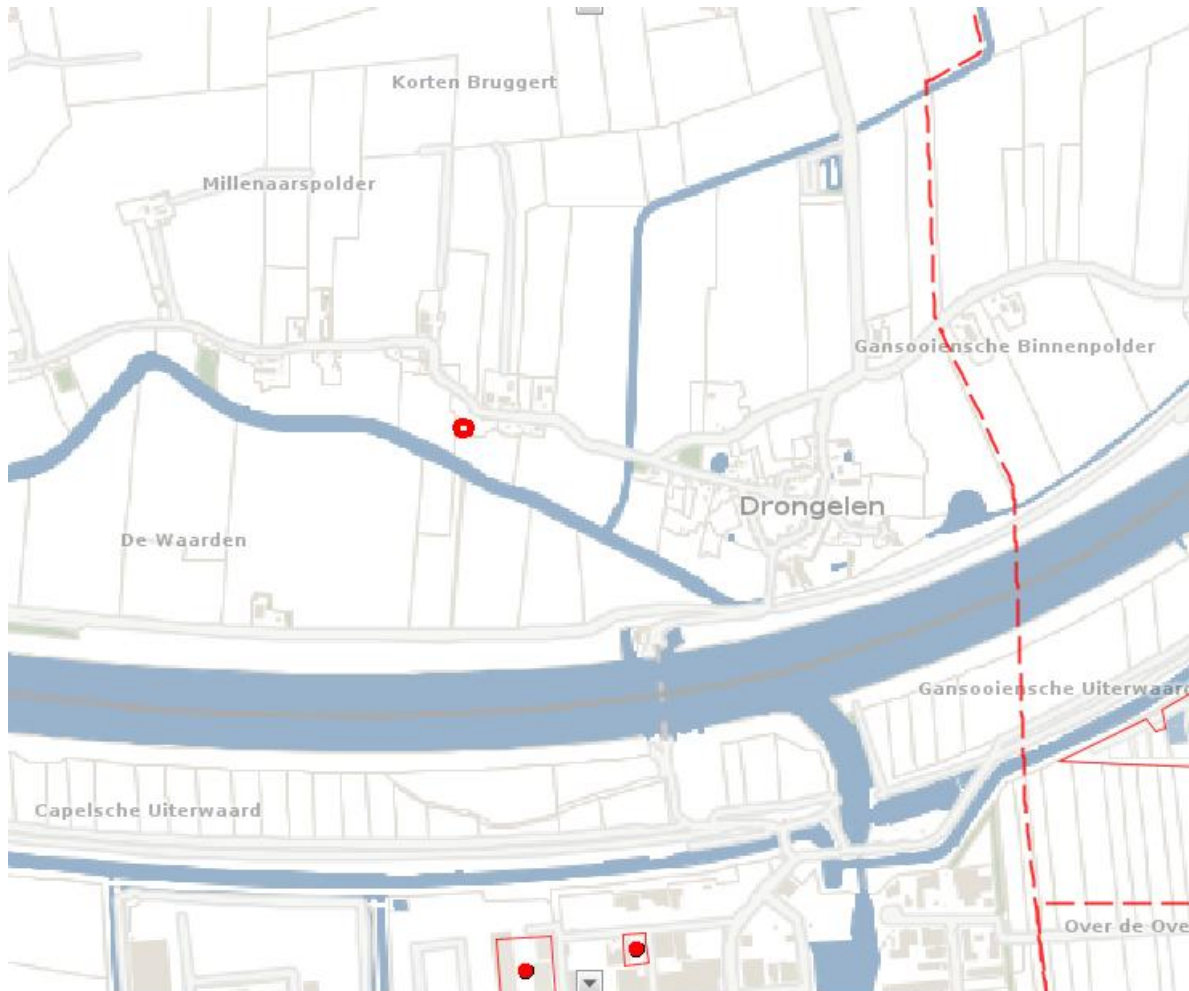 Korten Bruggert
Millenaarspolder
Gansooiensche Binnenpolder
Drongelen
De Waarden
Gansooiensche Uiterwaard
Capelsche Uiterwaard
Over de Ove